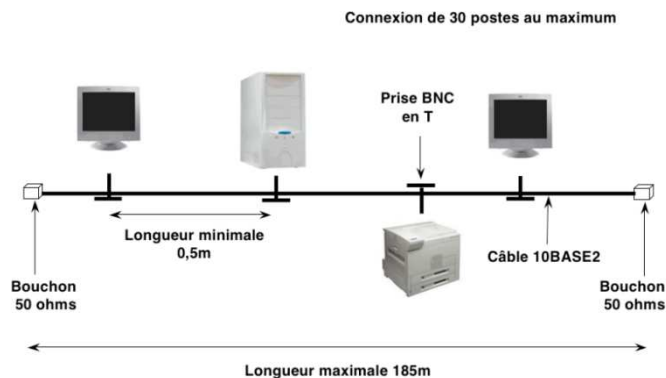 Connexion de 30 postes au maximum
Prise BNC
en T
Longueur minimale
0,5m
Câble 10BASE2
Bouchon
50 ohms
Bouchon
50 ohms
Longueur maximale 185m